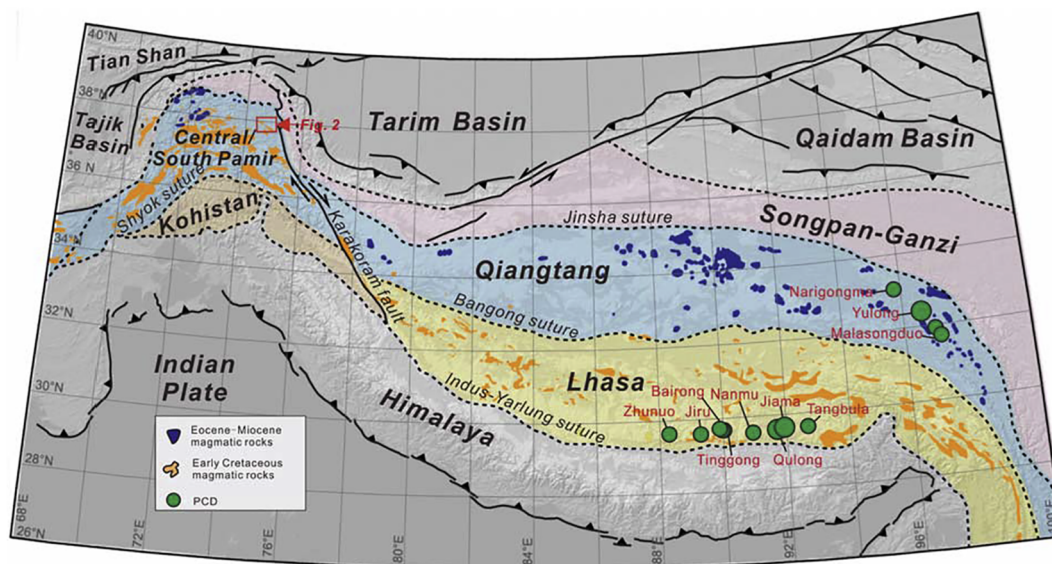 40°N
Tian Shan
38°N
Tajik
Basin
Central/
South Pamir
Fig. 2
Tarim Basin
Qaidam Basin
36°N
Shyok suture
Kohistan
Karakoram fault
Jinsha suture
Songpan-Ganzi
34°N
Qiangtang
Narigongma
Yulong
Malasongduo
Bangong suture
32°N
Indian
Plate
Himalaya
Indus-Yarlung suture
Lhasa
30°N
Bairong Nanmu Jiama
Zhunuo Jiru Tangbula
Tinggong Qulong
Eocene-Miocene
magmatic rocks
Early Cretaceous
magmatic rocks
PCD
28°N
26°N
68°E
72°E
76°E
80°E
88°E
92°E
96°E
100°E